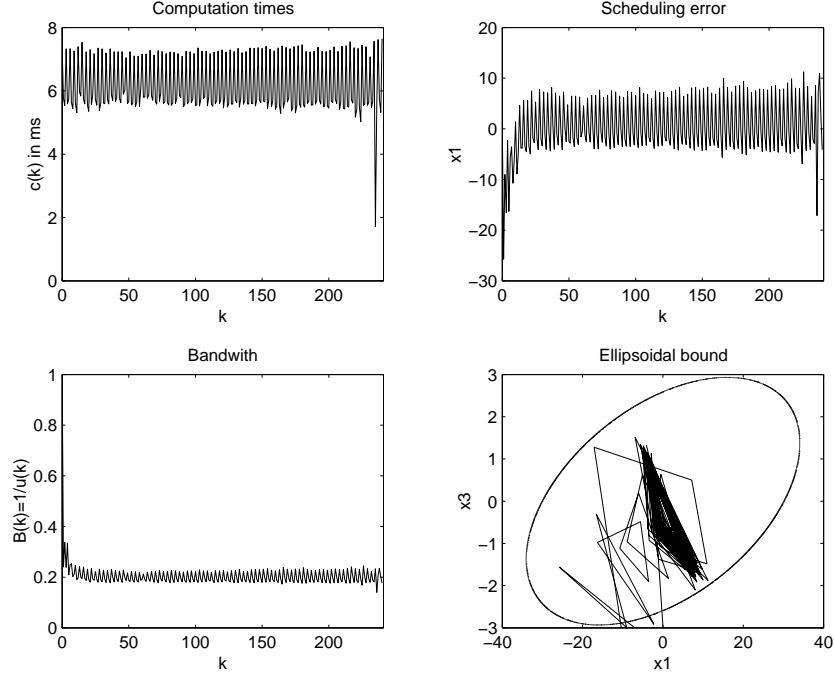 Computation times
8
6
4
2
0
c(k) in ms
0 50 100 150 200
k
Scheduling error
20
10
0
−10
−20
−30
x1
0 50 100 150 200
k
Bandwith
1
0.8
0.6
0.4
0.2
0
B(k)=1/u(k)
0 50 100 150 200
k
Ellipsoidal bound
3
2
1
0
−1
−2
−3
x3
−40 −20 0 20 40
x1